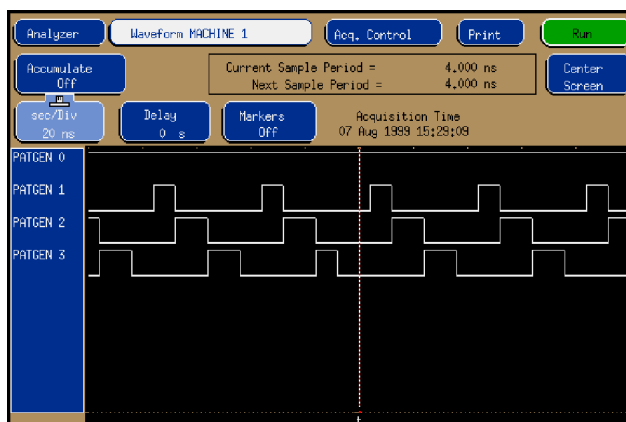 Analyzer Waveform MACHINE 1 Acq. Control Print Run
Accumulate
Off
Current Sample Period = 4.000 ns
Next Sample Period = 4.000 ns
Center
Screen
sec/Div
20 ns
Delay
0 s
Markers
Off
Acquisition Time
07 Aug 1999 15:29:09
PATGEN 0
PATGEN 1
PATGEN 2
PATGEN 3